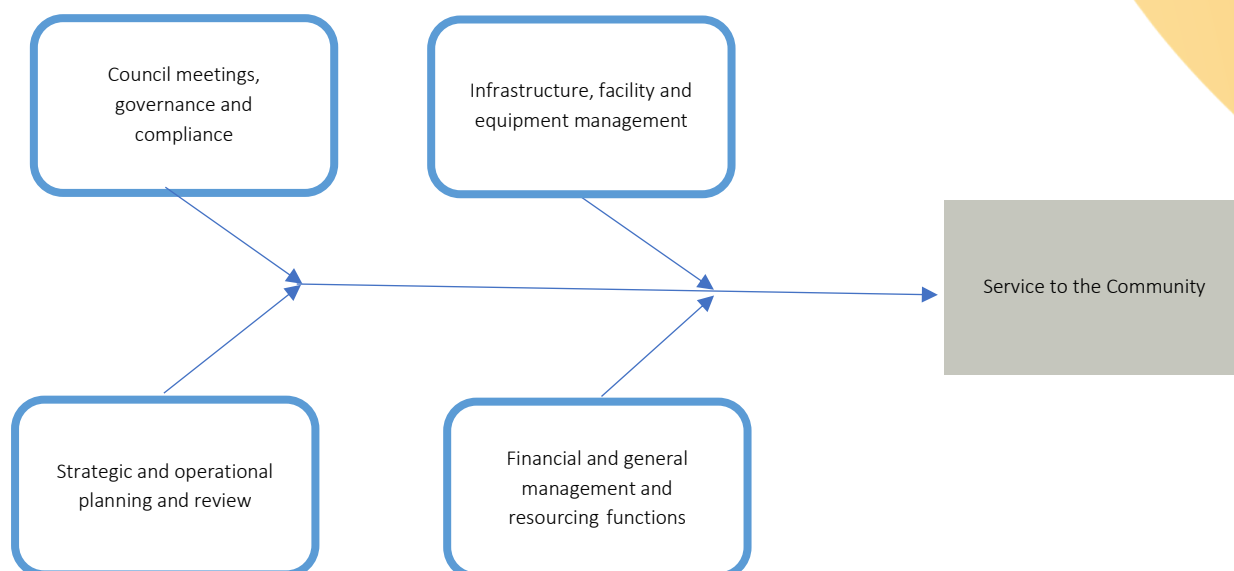 Council meetings,
governance and
compliance
Infrastructure, facility and
equipment management
Service to the Community
Strategic and operational
planning and review
Financial and general
management and
resourcing functions